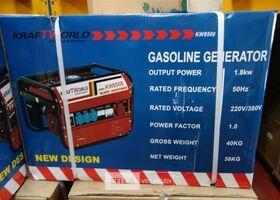 KRAFTWORLD
KW8500
GASOLINE GENERATOR
OUTPUT POWER 1.8kw
RATED FREQUENCY 50Hz
RATED VOLTAGE 220V/380V
POWER FACTOR 1.0
GROSS WEIGHT 40KG
NET WEIGHT 38KG
KW8500
NEW DESIGN